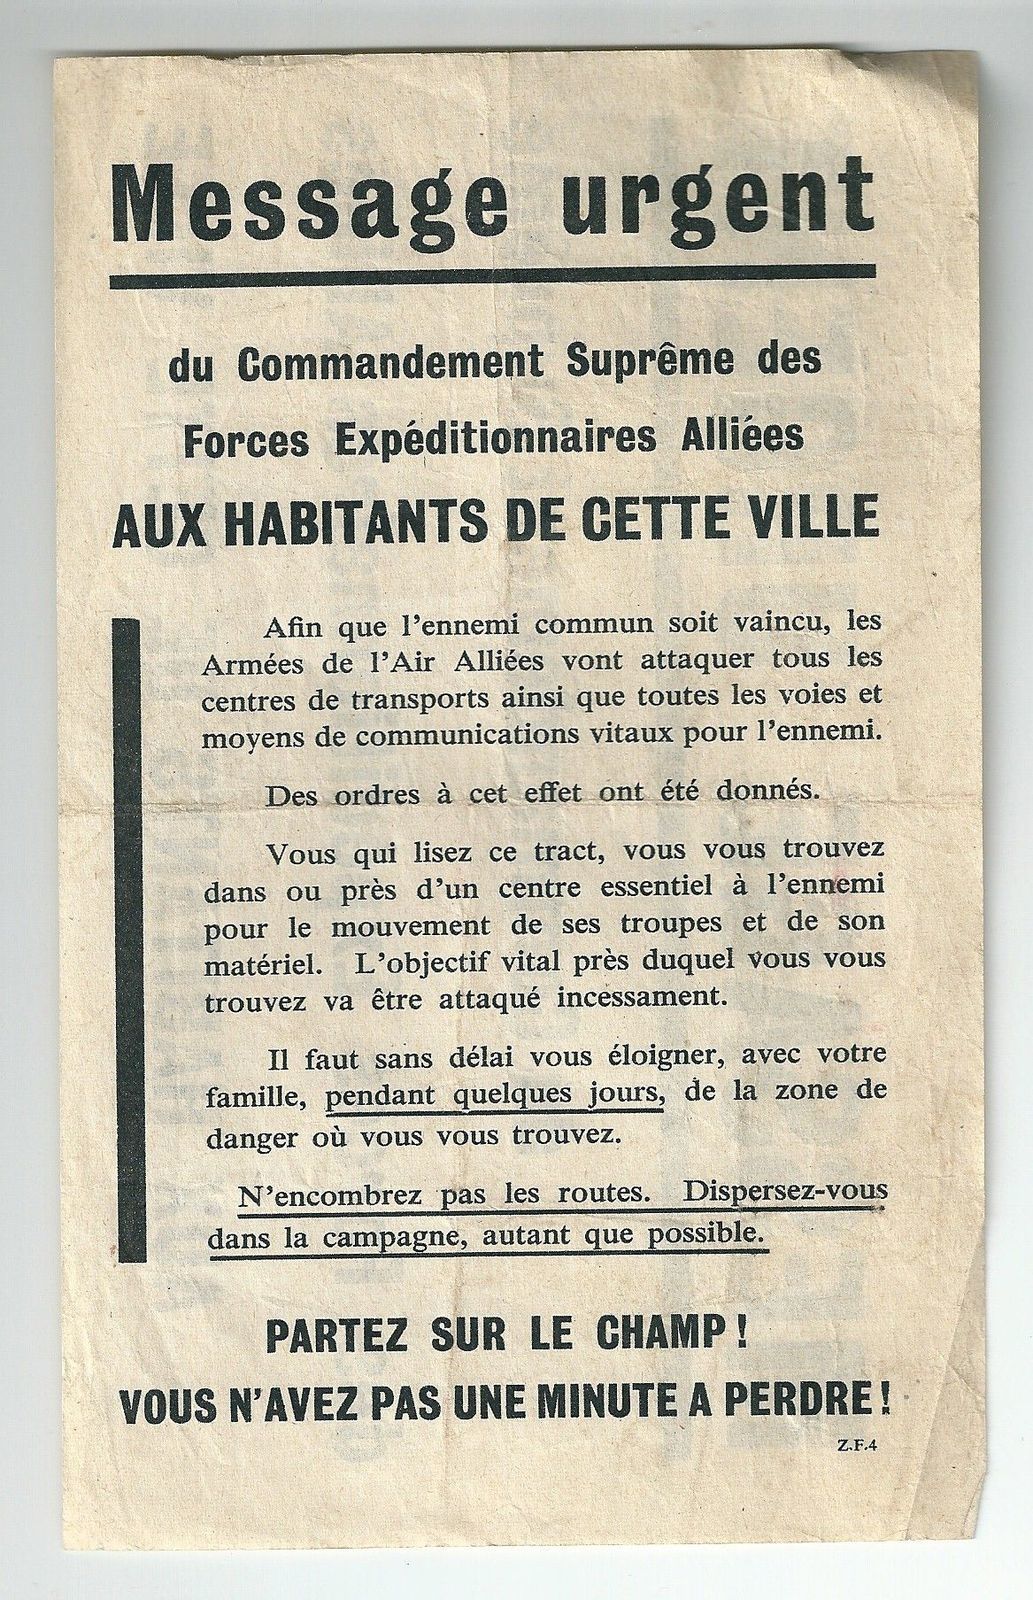 Message urgent
du Commandement Suprême des
Forces Expéditionnaires Alliées
AUX HABITANTS DE CETTE VILLE
Afin que l'ennemi commun soit vaincu, les
Armées de l'Air Alliées vont attaquer tous les
centres de transports ainsi que toutes les voies et
moyens de communications vitaux pour l'ennemi.
Des ordres à cet effet ont été donnés.
Vous qui lisez ce tract, vous vous trouvez
dans ou près d'un centre essentiel à l'ennemi
pour le mouvement de ses troupes et de son
matériel. L'objectif vital près duquel vous vous
trouvez va être attaqué incessament.
Il faut sans délai vous éloigner, avec votre
famille, pendant quelques jours, de la zone de
danger où vous vous trouvez.
N'encombrez pas les routes. Dispersez-vous
dans la campagne, autant que possible.
PARTEZ SUR LE CHAMP !
VOUS N'AVEZ PAS UNE MINUTE A PERDRE !
Z.F.4